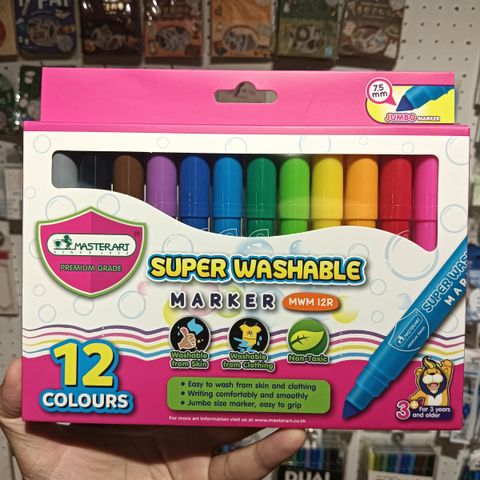 7.5
mm
JUMBO MARKER
MASTERART
PREMIUM GRADE
SUPER WASHABLE
MARKER MWM 12R
SUPER WAS
MARK
MASTERART
12
COLOURS
Washable
from Skin
Washable
from Clothing
Non-Toxic
• Easy to wash from skin and clothing
• Writing comfortably and smoothly
• Jumbo size marker, easy to grip
For more information visit us at www.masterart.co.th
3+ For 3 years
and older
DUAL